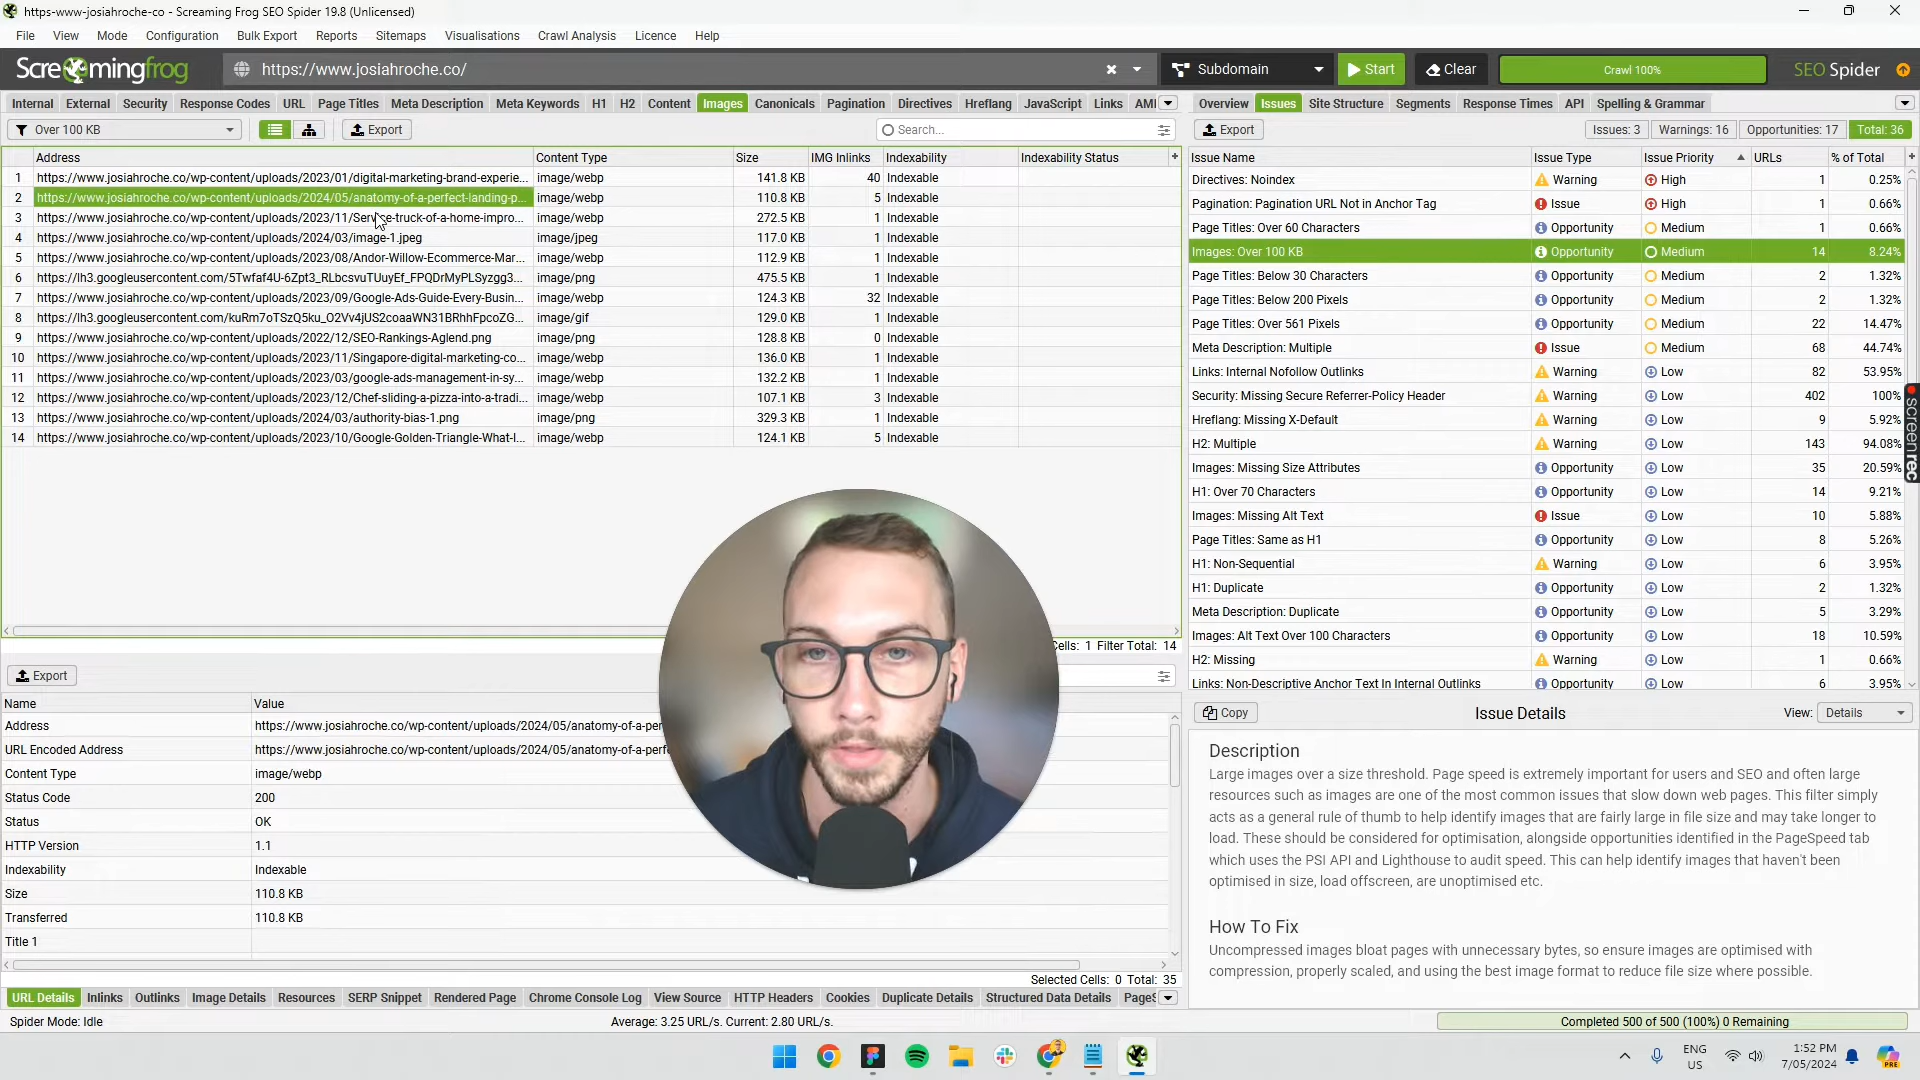 https-www-josiahroche-co - Screaming Frog SEO Spider 19.8 (Unlicensed)
File View Mode Configuration Bulk Export Reports Sitemaps Visualisations Crawl Analysis Licence Help
Screamingfrog https://www.josiahroche.co/ Subdomain Start Clear Crawl 100% SEO Spider
Internal External Security Response Codes URL Page Titles Meta Description Meta Keywords H1 H2 Content Images Canonicals Pagination Directives Hreflang JavaScript Links AM
Over 100 KB Export Search...
Address Content Type Size IMG Inlinks Indexability Indexability Status
1 https://www.josiahroche.co/wp-content/uploads/2023/01/digital-marketing-brand-experie... image/webp 141.8 KB 40 Indexable
2 https://www.josiahroche.co/wp-content/uploads/2024/05/anatomy-of-a-perfect-landing-p... image/webp 110.8 KB 5 Indexable
3 https://www.josiahroche.co/wp-content/uploads/2023/11/Service-truck-of-a-home-impro... image/webp 272.5 KB 1 Indexable
4 https://www.josiahroche.co/wp-content/uploads/2024/03/image-1.jpeg image/jpeg 117.0 KB 1 Indexable
5 https://www.josiahroche.co/wp-content/uploads/2023/08/Andor-Willow-Ecommerce-Mar... image/webp 112.9 KB 1 Indexable
6 https://lh3.googleusercontent.com/5Twfaf4U-6Zpt3_RLbcsvuTUuyEf_FPQDrMyPLSyzgg3... image/png 475.5 KB 1 Indexable
7 https://www.josiahroche.co/wp-content/uploads/2023/09/Google-Ads-Guide-Every-Busin... image/webp 124.3 KB 32 Indexable
8 https://lh3.googleusercontent.com/kuRm7oTSzQ5ku_O2Vv4jUS2coaaWN31BRhhFpcoZG... image/gif 129.0 KB 1 Indexable
9 https://www.josiahroche.co/wp-content/uploads/2022/12/SEO-Rankings-Aglend.png image/png 128.8 KB 0 Indexable
10 https://www.josiahroche.co/wp-content/uploads/2023/11/Singapore-digital-marketing-co... image/webp 136.0 KB 1 Indexable
11 https://www.josiahroche.co/wp-content/uploads/2023/03/google-ads-management-in-sy... image/webp 132.2 KB 1 Indexable
12 https://www.josiahroche.co/wp-content/uploads/2023/12/Chef-sliding-a-pizza-into-a-tradi... image/webp 107.1 KB 3 Indexable
13 https://www.josiahroche.co/wp-content/uploads/2024/03/authority-bias-1.png image/png 329.3 KB 1 Indexable
14 https://www.josiahroche.co/wp-content/uploads/2023/10/Google-Golden-Triangle-What-I... image/webp 124.1 KB 5 Indexable
Cells: 1 Filter Total: 14
Export
Name Value
Address https://www.josiahroche.co/wp-content/uploads/2024/05/anatomy-of-a-per
URL Encoded Address https://www.josiahroche.co/wp-content/uploads/2024/05/anatomy-of-a-perf
Content Type image/webp
Status Code 200
Status OK
HTTP Version 1.1
Indexability Indexable
Size 110.8 KB
Transferred 110.8 KB
Title 1
Selected Cells: 0 Total: 35
URL Details Inlinks Outlinks Image Details Resources SERP Snippet Rendered Page Chrome Console Log View Source HTTP Headers Cookies Duplicate Details Structured Data Details PageS
Overview Issues Site Structure Segments Response Times API Spelling & Grammar
Export Issues: 3 Warnings: 16 Opportunities: 17 Total: 36
Issue Name Issue Type Issue Priority URLs % of Total
Directives: Noindex Warning High 1 0.25%
Pagination: Pagination URL Not in Anchor Tag Issue High 1 0.66%
Page Titles: Over 60 Characters Opportunity Medium 1 0.66%
Images: Over 100 KB Opportunity Medium 14 8.24%
Page Titles: Below 30 Characters Opportunity Medium 2 1.32%
Page Titles: Below 200 Pixels Opportunity Medium 2 1.32%
Page Titles: Over 561 Pixels Opportunity Medium 22 14.47%
Meta Description: Multiple Issue Medium 68 44.74%
Links: Internal Nofollow Outlinks Warning Low 82 53.95%
Security: Missing Secure Referrer-Policy Header Warning Low 402 100%
Hreflang: Missing X-Default Warning Low 9 5.92%
H2: Multiple Warning Low 143 94.08%
Images: Missing Size Attributes Opportunity Low 35 20.59%
H1: Over 70 Characters Opportunity Low 14 9.21%
Images: Missing Alt Text Issue Low 10 5.88%
Page Titles: Same as H1 Opportunity Low 8 5.26%
H1: Non-Sequential Warning Low 6 3.95%
H1: Duplicate Opportunity Low 2 1.32%
Meta Description: Duplicate Opportunity Low 5 3.29%
Images: Alt Text Over 100 Characters Opportunity Low 18 10.59%
H2: Missing Warning Low 1 0.66%
Links: Non-Descriptive Anchor Text In Internal Outlinks Opportunity Low 6 3.95%
screenrec
Copy Issue Details View: Details
Description
Large images over a size threshold. Page speed is extremely important for users and SEO and often large
resources such as images are one of the most common issues that slow down web pages. This filter simply
acts as a general rule of thumb to help identify images that are fairly large in file size and may take longer to
load. These should be considered for optimisation, alongside opportunities identified in the PageSpeed tab
which uses the PSI API and Lighthouse to audit speed. This can help identify images that haven't been
optimised in size, load offscreen, are unoptimised etc.
How To Fix
Uncompressed images bloat pages with unnecessary bytes, so ensure images are optimised with
compression, properly scaled, and using the best image format to reduce file size where possible.
Spider Mode: Idle Average: 3.25 URL/s. Current: 2.80 URL/s. Completed 500 of 500 (100%) 0 Remaining
ENG
US
1:52 PM
7/05/2024
PRE